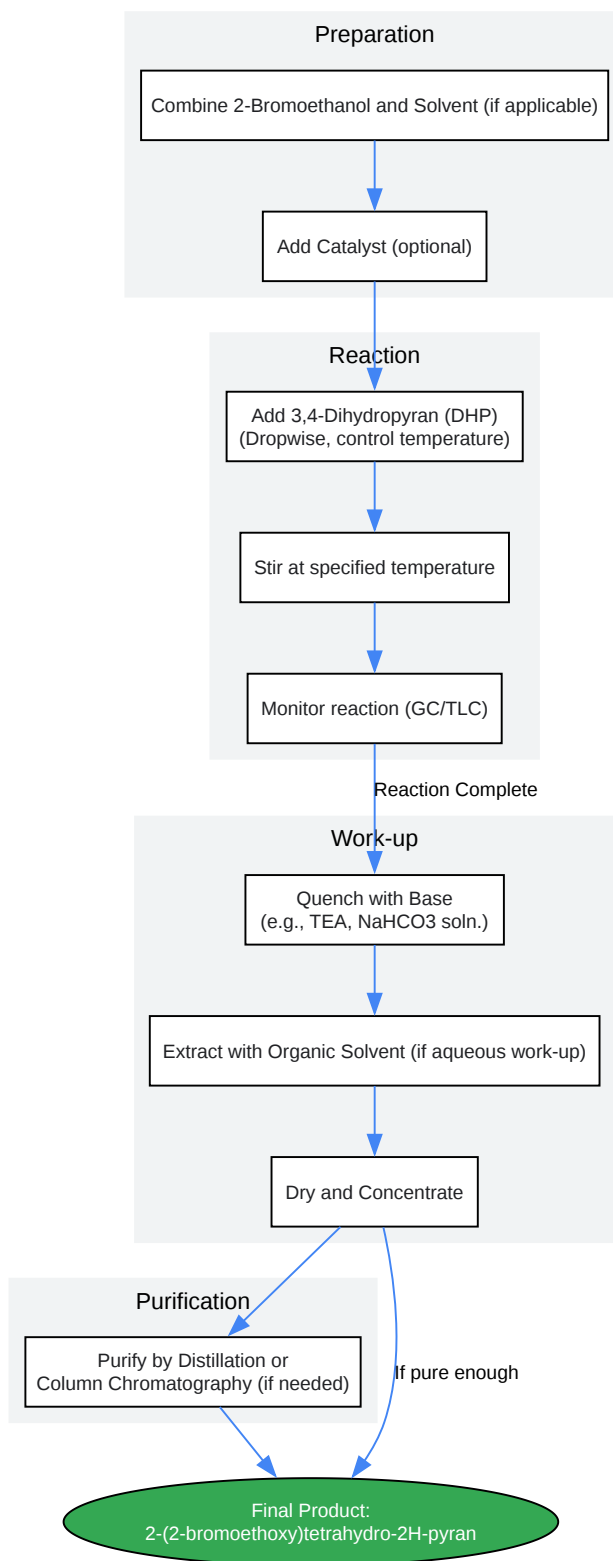 Preparation
Combine 2-Bromoethanol and Solvent (if applicable)
Add Catalyst (optional)
Reaction
Add 3,4-Dihydropyran (DHP)
(Dropwise, control temperature)
Stir at specified temperature
Monitor reaction (GC/TLC)
Reaction Complete
Work-up
Quench with Base
(e.g., TEA, NaHCO3 soln.)
Extract with Organic Solvent (if aqueous work-up)
Dry and Concentrate
Purification
Purify by Distillation or
Column Chromatography (if needed)
If pure enough
Final Product:
2-(2-bromoethoxy)tetrahydro-2H-pyran